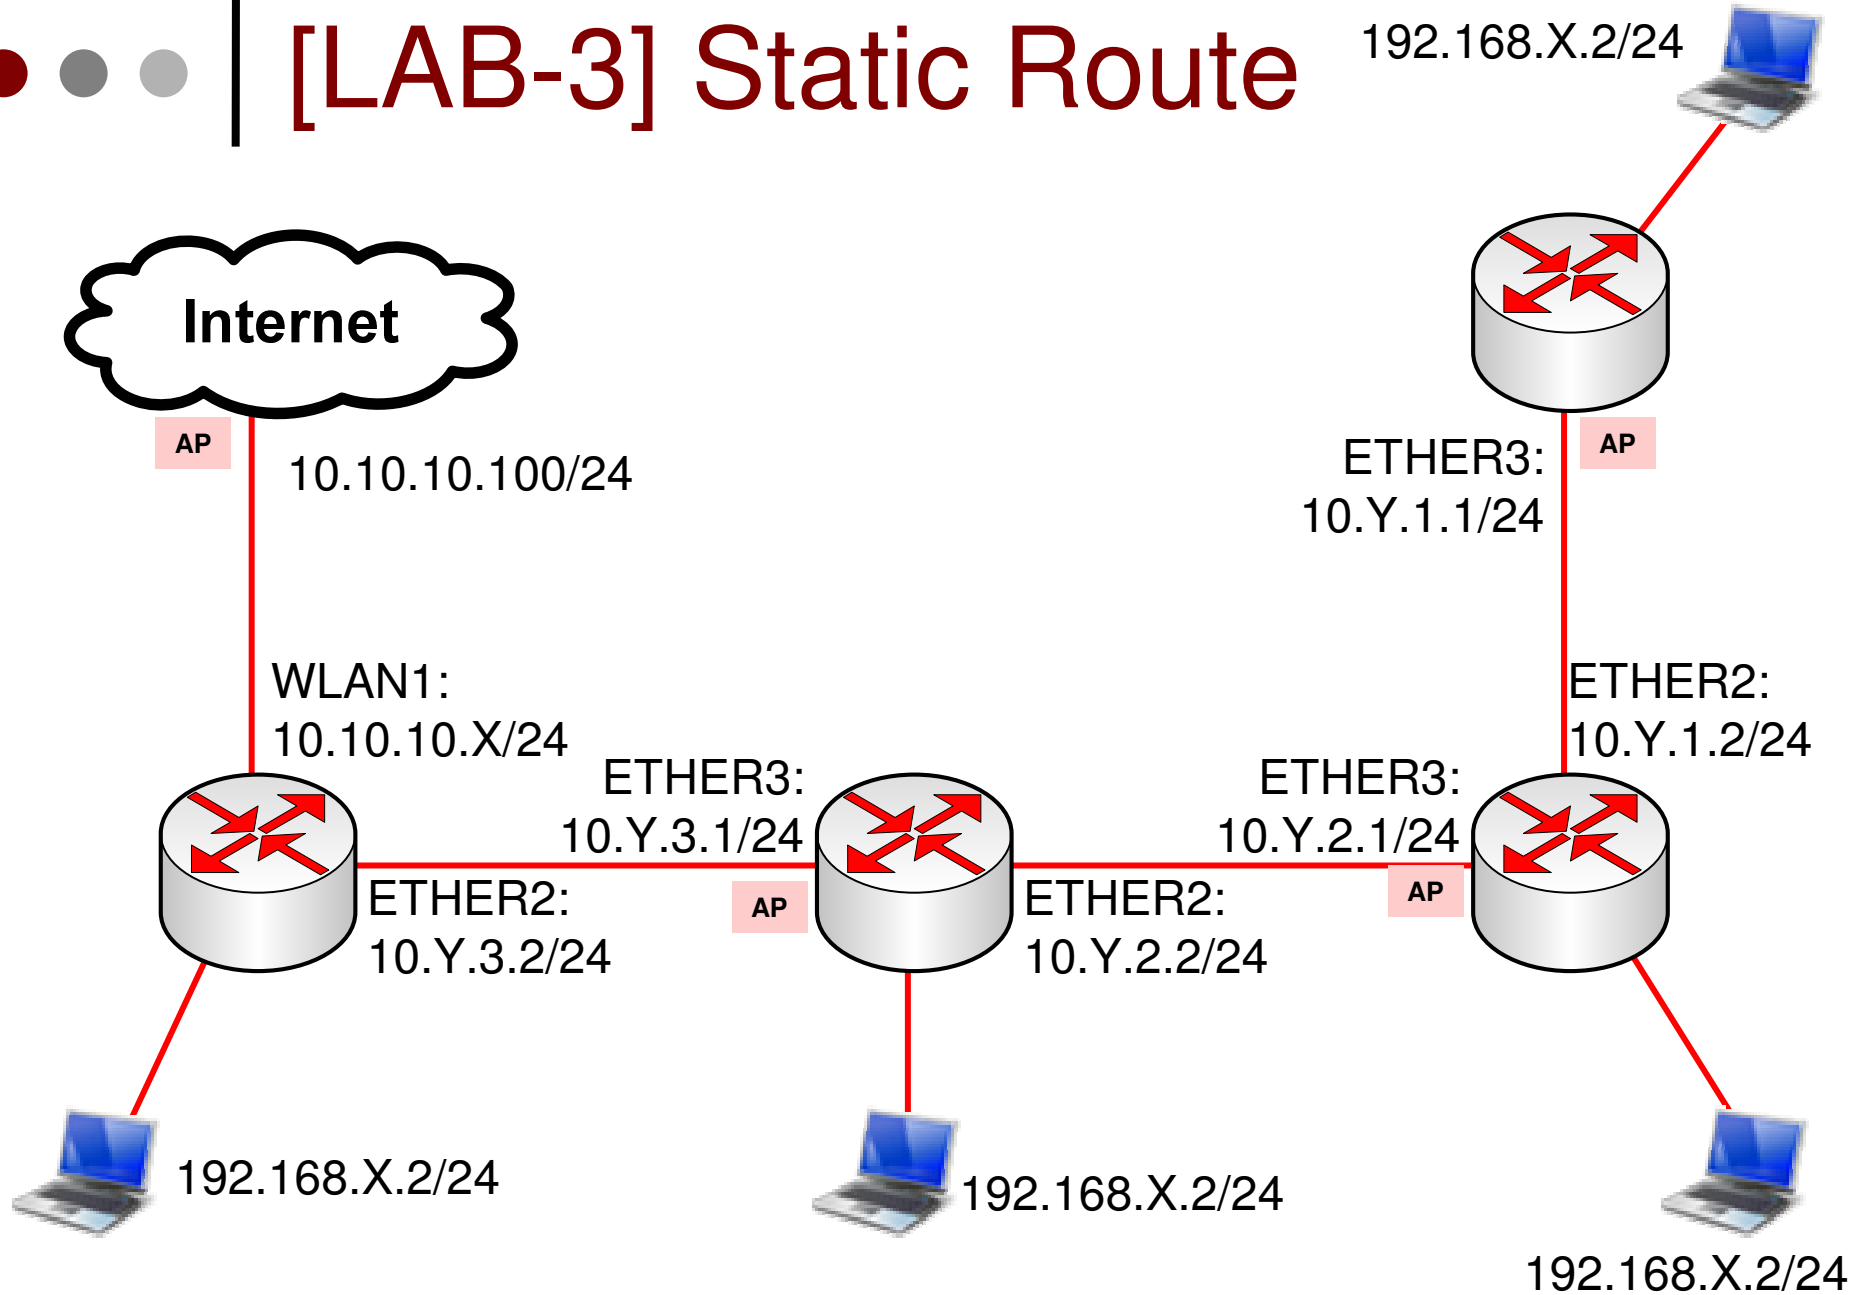 [LAB-3] Static Route
192.168.X.2/24
Internet
AP
10.10.10.100/24
ETHER3:
10.Y.1.1/24
AP
WLAN1:
10.10.10.X/24
ETHER2:
10.Y.1.2/24
ETHER3:
10.Y.3.1/24
ETHER3:
10.Y.2.1/24
ETHER2:
10.Y.3.2/24
AP
ETHER2:
10.Y.2.2/24
AP
192.168.X.2/24
192.168.X.2/24
192.168.X.2/24